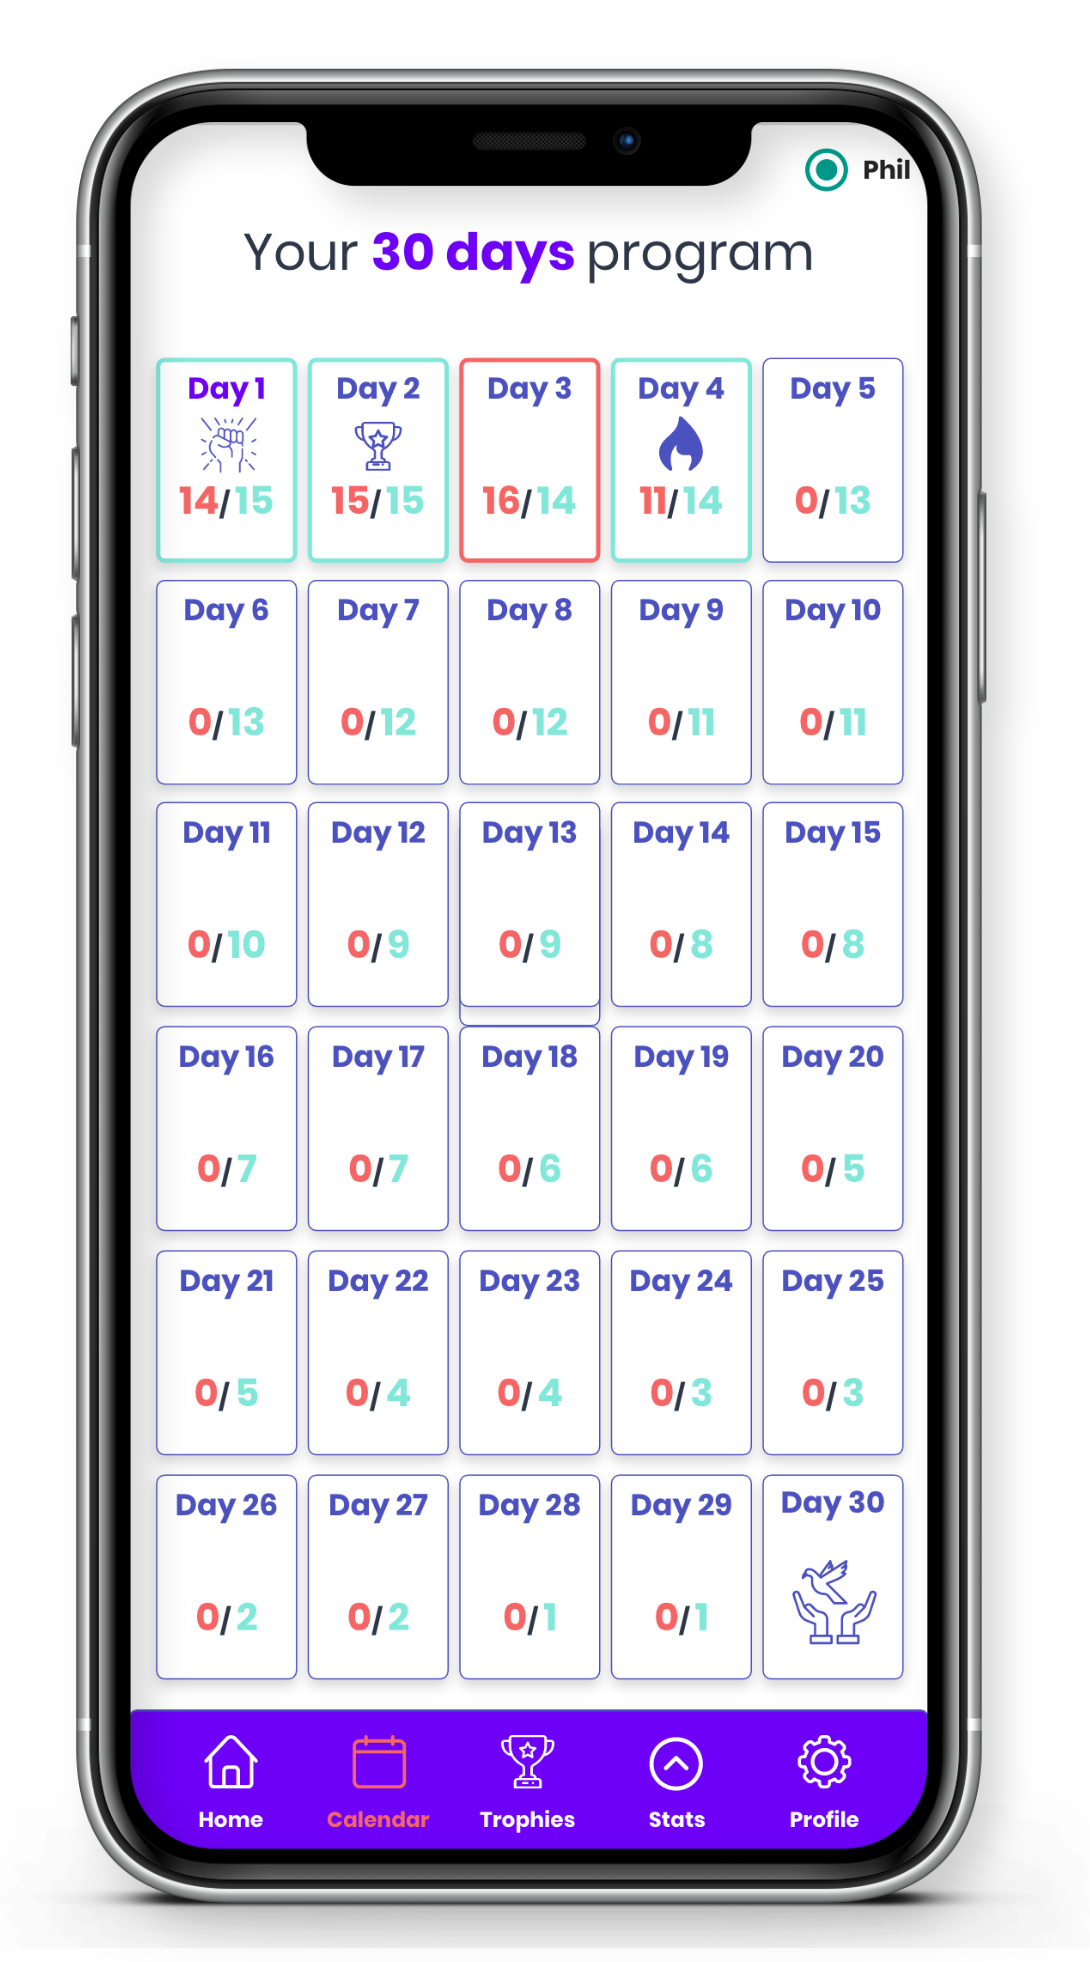 Phil
Your 30 days program
Day 1 Day 2 Day 3 Day 4 Day 5
14/15 15/15 16/14 11/14 0/13
Day 6 Day 7 Day 8 Day 9 Day 10
0/13 0/12 0/12 0/11 0/11
Day 11 Day 12 Day 13 Day 14 Day 15
0/10 0/9 0/9 0/8 0/8
Day 16 Day 17 Day 18 Day 19 Day 20
0/7 0/7 0/6 0/6 0/5
Day 21 Day 22 Day 23 Day 24 Day 25
0/5 0/4 0/4 0/3 0/3
Day 26 Day 27 Day 28 Day 29 Day 30
0/2 0/2 0/1 0/1
Home Calendar Trophies Stats Profile